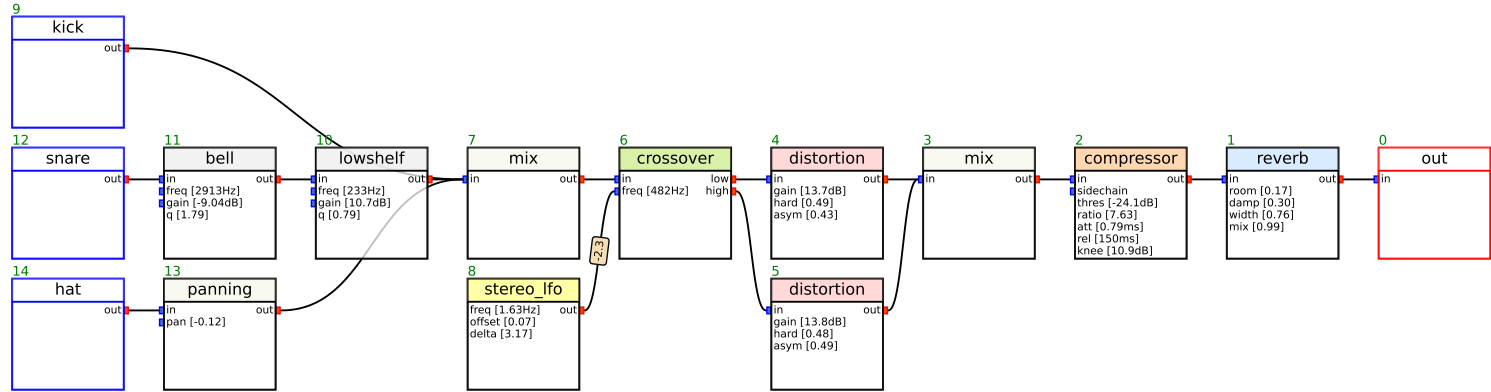 9
kick
out
12
snare
out
11
bell
in out
freq [2913Hz]
gain [-9.04dB]
q [1.79]
10
lowshelf
in out
freq [233Hz]
gain [10.7dB]
q [0.79]
7
mix
in out
6
crossover
in low
freq [482Hz] high
4
distortion
in out
gain [13.7dB]
hard [0.49]
asym [0.43]
3
mix
in out
2
compressor
in out
sidechain
thres [-24.1dB]
ratio [7.63]
att [0.79ms]
rel [150ms]
knee [10.9dB]
1
reverb
in out
room [0.17]
damp [0.30]
width [0.76]
mix [0.99]
0
out
in
14
hat
out
13
panning
in out
pan [-0.12]
8
stereo_lfo
freq [1.63Hz] out
offset [0.07]
delta [3.17]
-2.3
5
distortion
in out
gain [13.8dB]
hard [0.48]
asym [0.49]